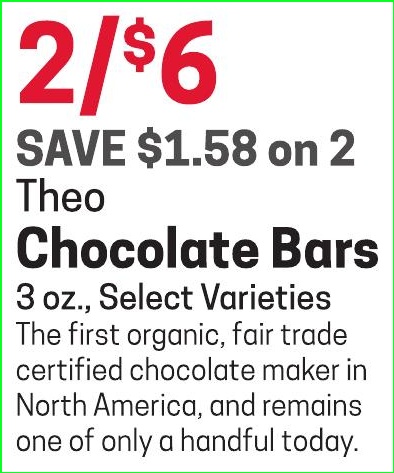 2/$6
SAVE $1.58 on 2
Theo
Chocolate Bars
3 oz., Select Varieties
The first organic, fair trade
certified chocolate maker in
North America, and remains
one of only a handful today.